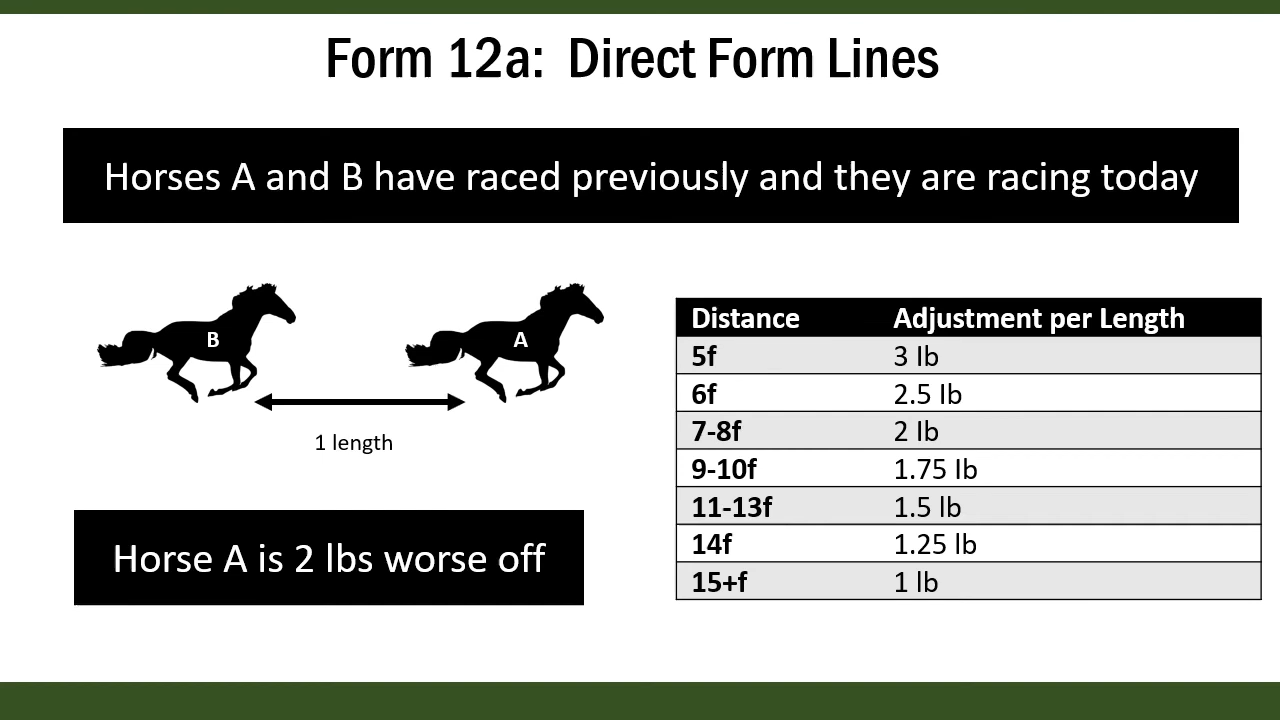 Form 12a:  Direct Form Lines
Horses A and B have raced previously and they are racing today
B
A
1 length
Horse A is 2 lbs worse off
Distance Adjustment per Length
5f 3 lb
6f 2.5 lb
7-8f 2 lb
9-10f 1.75 lb
11-13f 1.5 lb
14f 1.25 lb
15+f 1 lb